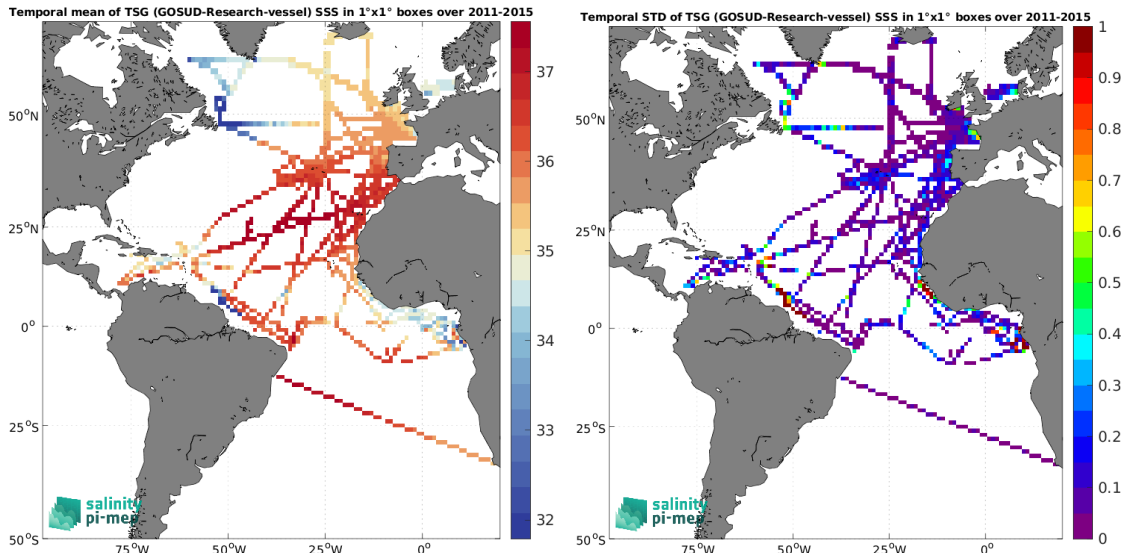 Temporal mean of TSG (GOSUD-Research-vessel) SSS in 1°x1° boxes over 2011-2015
50°N
25°N
0°
25°S
50°S
75°W
50°W
25°W
0°
37
36
35
34
33
32
salinity
pi-mep
Temporal STD of TSG (GOSUD-Research-vessel) SSS in 1°x1° boxes over 2011-2015
50°N
25°N
0°
25°S
50°S
75°W
50°W
25°W
0°
1
0.9
0.8
0.7
0.6
0.5
0.4
0.3
0.2
0.1
0
salinity
pi-mep